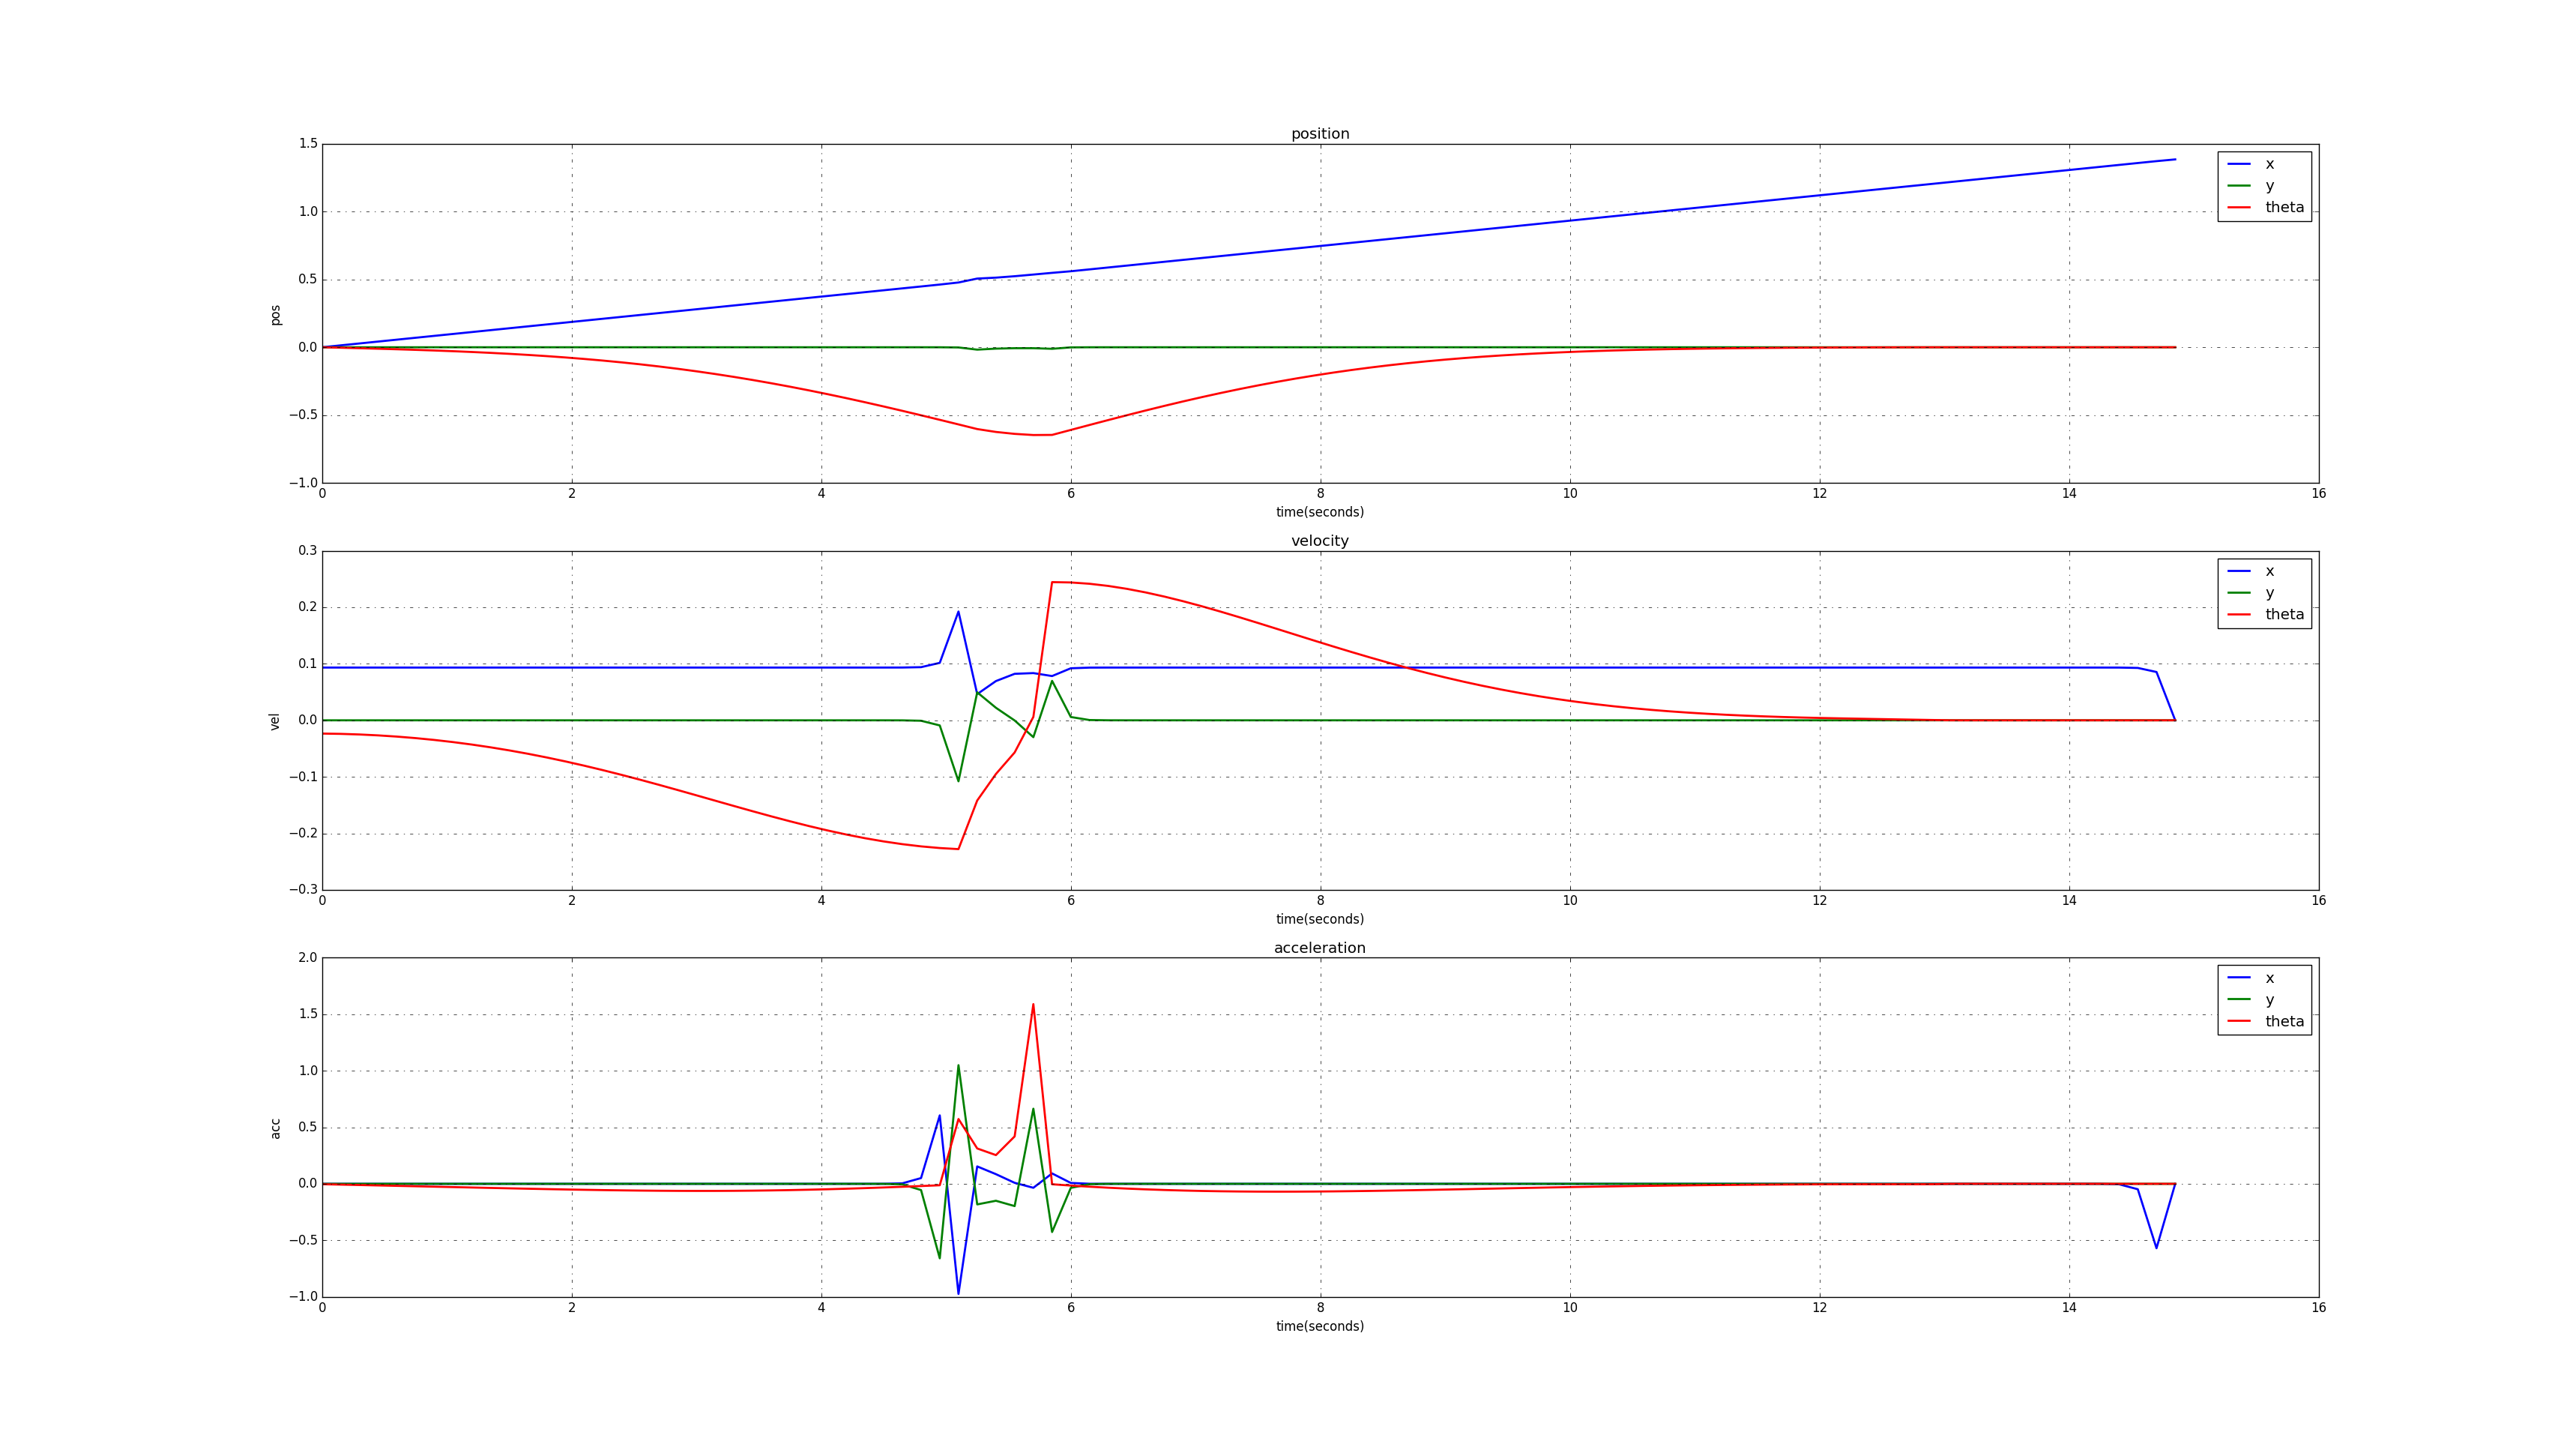 position
1.5
1.0
0.5
0.0
−0.5
−1.0
pos
x
y
theta
0 2 4 6 8 10 12 14 16
time(seconds)
velocity
0.3
0.2
0.1
0.0
−0.1
−0.2
−0.3
vel
x
y
theta
0 2 4 6 8 10 12 14 16
time(seconds)
acceleration
2.0
1.5
1.0
0.5
0.0
−0.5
−1.0
acc
x
y
theta
0 2 4 6 8 10 12 14 16
time(seconds)